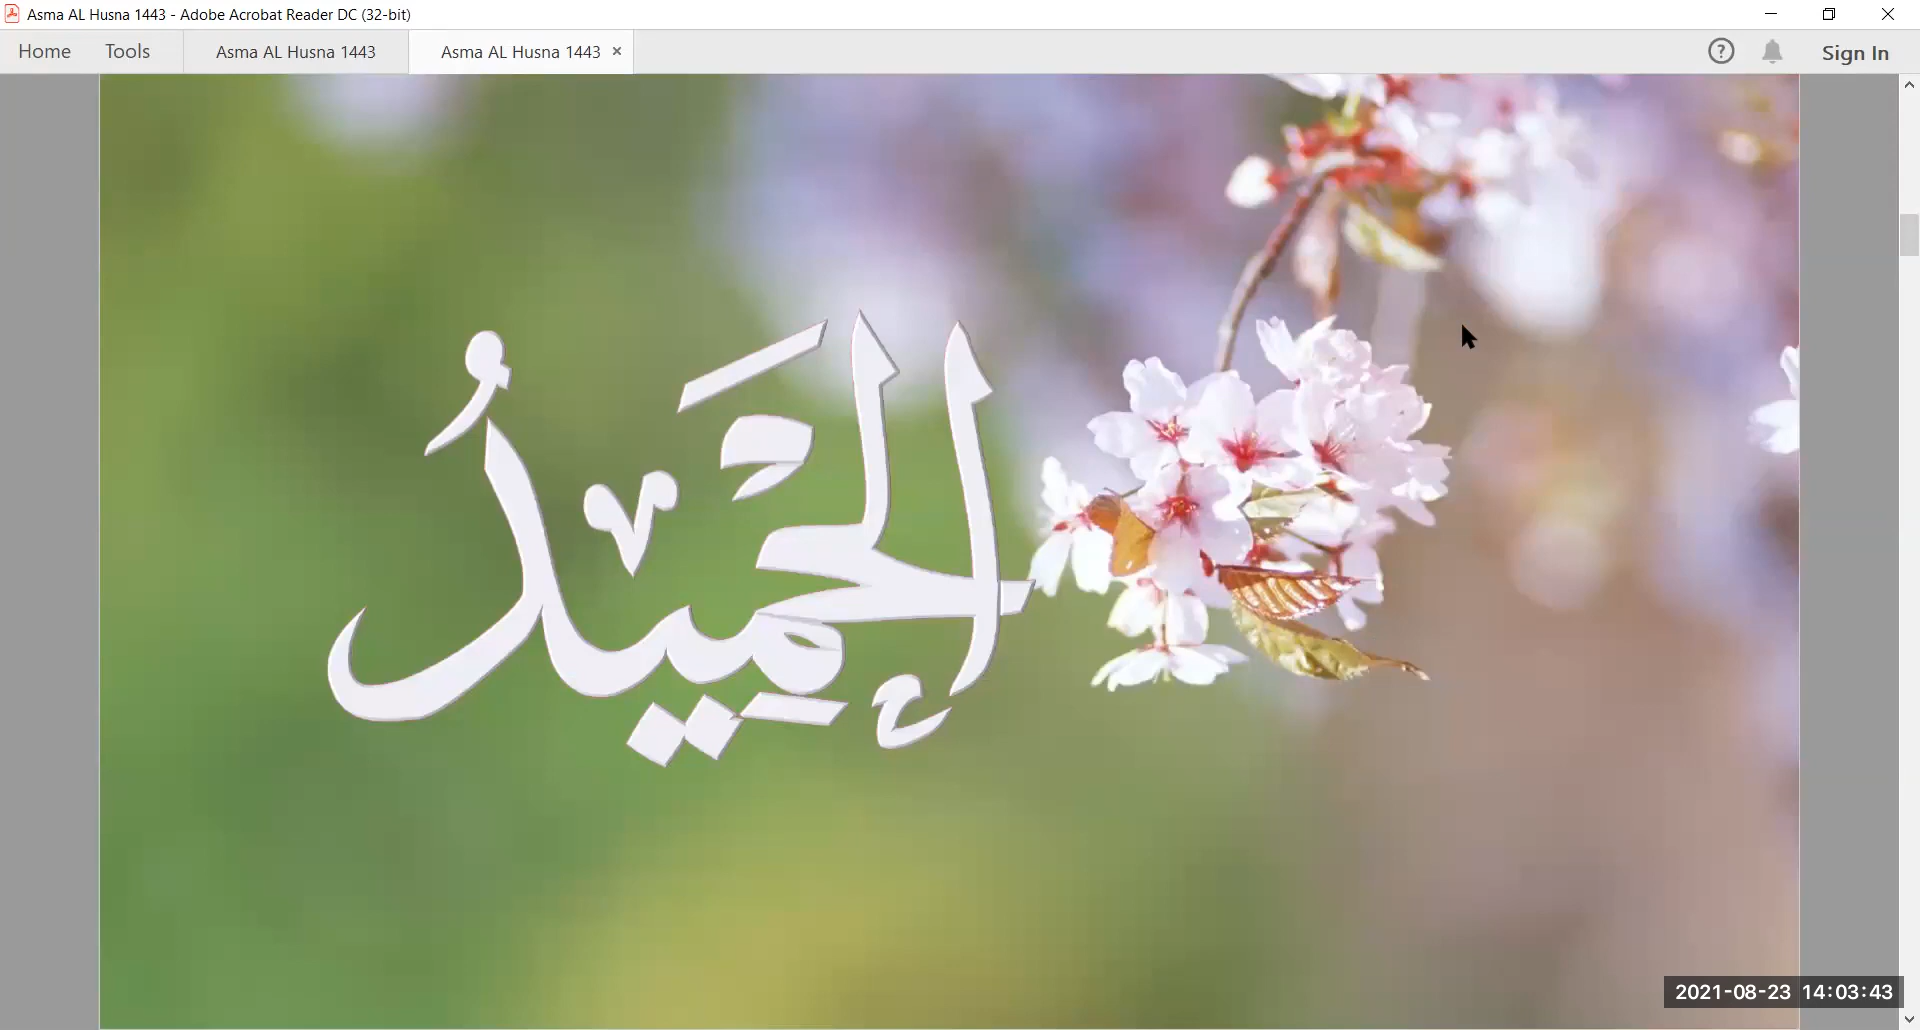 Asma AL Husna 1443 - Adobe Acrobat Reader DC (32-bit)
Home Tools Asma AL Husna 1443 Asma AL Husna 1443 × ? Sign In
الحَمِيدُ
2021-08-23 14:03:43